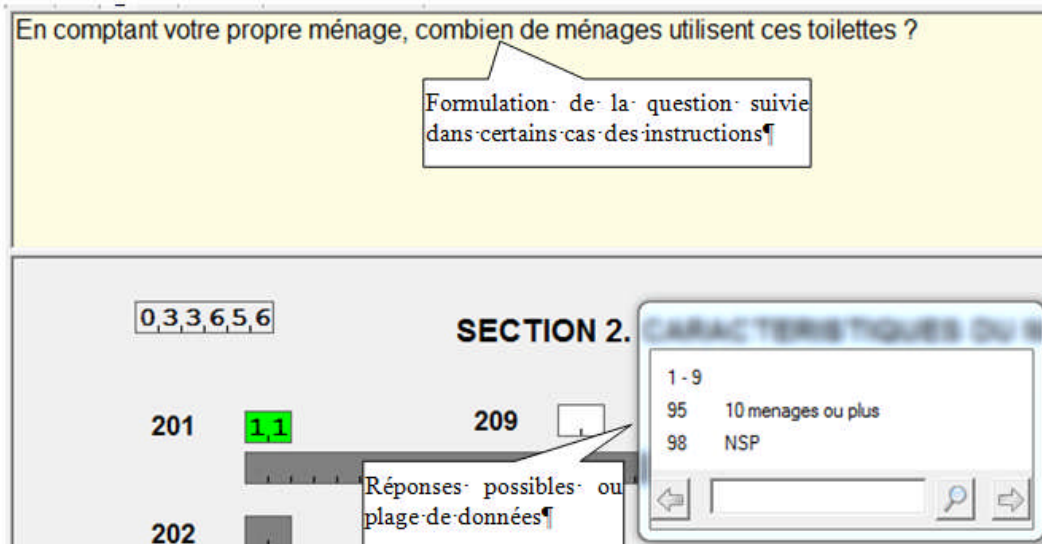 En comptant votre propre ménage, combien de ménages utilisent ces toilettes ?
Formulation· de· la· question· suivie
dans·certains·cas·des·instructions¶
0,3,3,6,5,6
SECTION 2. CARACTERISTIQUES DU
1 - 9
95 10 menages ou plus
98 NSP
201 1,1 209
Réponses· possibles· ou
plage·de·données¶
202